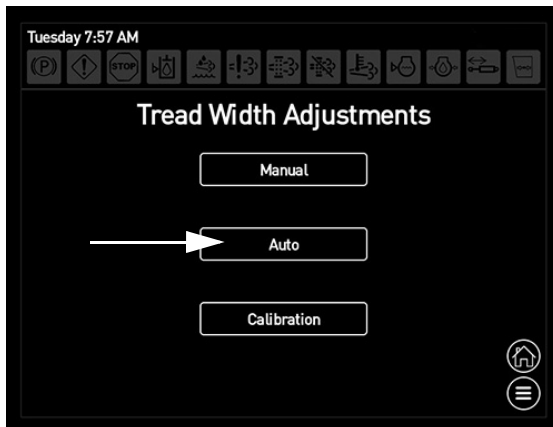 Tuesday 7:57 AM
(P) STOP
Tread Width Adjustments
Manual
Auto
Calibration